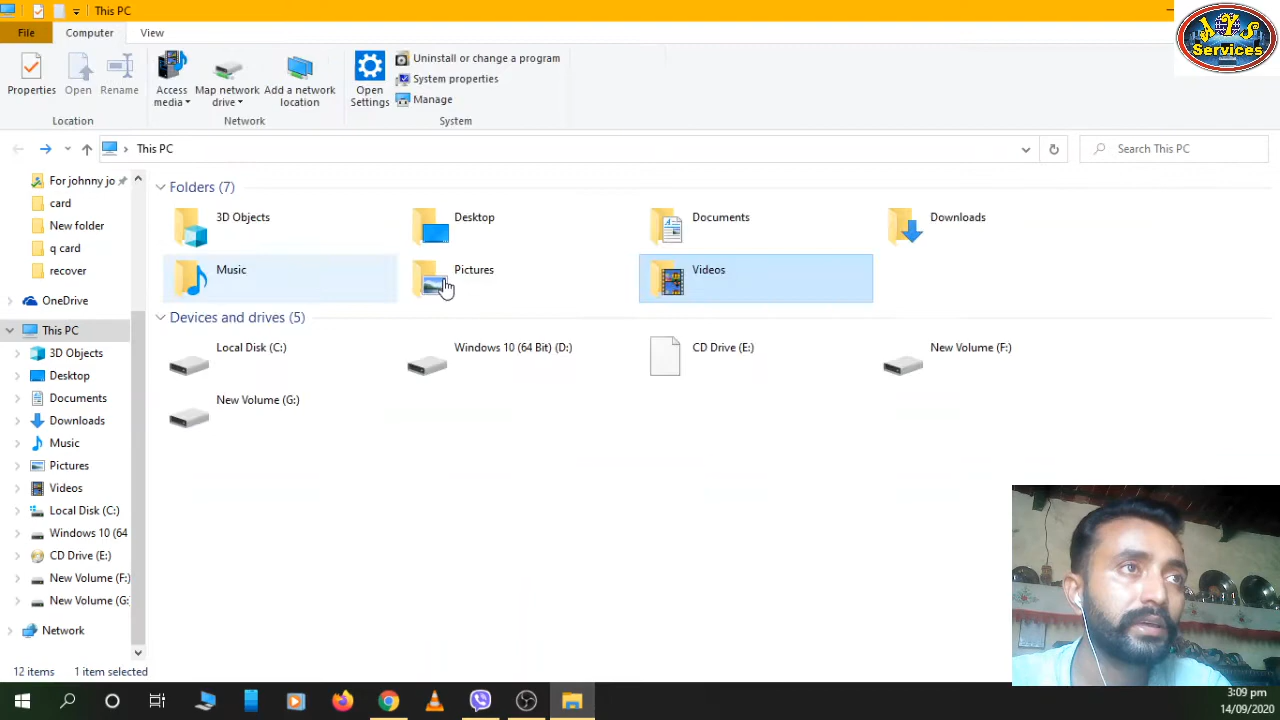 This PC
File
Computer
View
Properties
Open
Rename
Access media
Map network drive
Add a network location
Open Settings
Uninstall or change a program
System properties
Manage
Location
Network
System
This PC
Search This PC
For johnny jo
card
New folder
q card
recover
OneDrive
This PC
3D Objects
Desktop
Documents
Downloads
Music
Pictures
Videos
Local Disk (C:)
Windows 10 (64
CD Drive (E:)
New Volume (F:)
New Volume (G:
Network
Folders (7)
3D Objects
Desktop
Documents
Downloads
Music
Pictures
Videos
Devices and drives (5)
Local Disk (C:)
Windows 10 (64 Bit) (D:)
CD Drive (E:)
New Volume (F:)
New Volume (G:)
12 items
1 item selected
3:09 pm
14/09/2020
AYS
Services